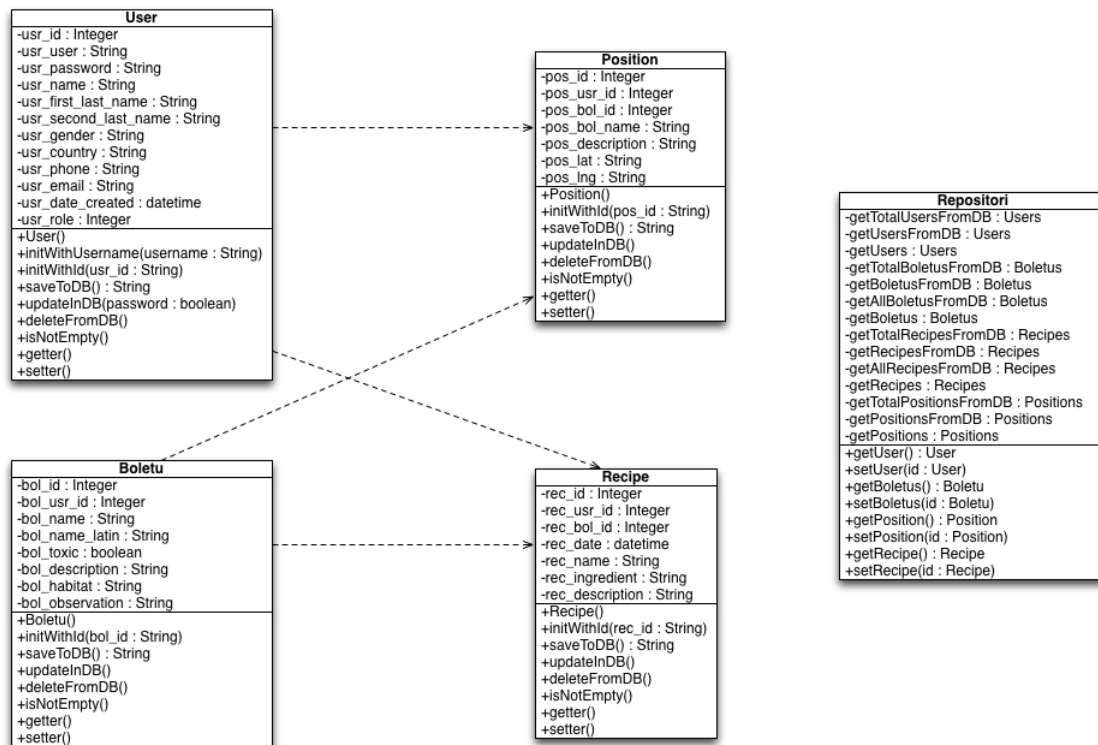 User
-usr_id : Integer
-usr_user : String
-usr_password : String
-usr_name : String
-usr_first_last_name : String
-usr_second_last_name : String
-usr_gender : String
-usr_country : String
-usr_phone : String
-usr_email : String
-usr_date_created : datetime
-usr_role : Integer
+User()
+initWithUsername(username : String)
+initWithId(usr_id : String)
+saveToDB() : String
+updateInDB(password : boolean)
+deleteFromDB()
+isNotEmpty()
+getter()
+setter()
Position
-pos_id : Integer
-pos_usr_id : Integer
-pos_bol_id : Integer
-pos_bol_name : String
-pos_description : String
-pos_lat : String
-pos_lng : String
+Position()
+initWithId(pos_id : String)
+saveToDB() : String
+updateInDB()
+deleteFromDB()
+isNotEmpty()
+getter()
+setter()
Repositori
-getTotalUsersFromDB : Users
-getUsersFromDB : Users
-getUsers : Users
-getTotalBoletusFromDB : Boletus
-getBoletusFromDB : Boletus
-getAllBoletusFromDB : Boletus
-getBoletus : Boletus
-getTotalRecipesFromDB : Recipes
-getRecipesFromDB : Recipes
-getAllRecipesFromDB : Recipes
-getRecipes : Recipes
-getTotalPositionsFromDB : Positions
-getPositionsFromDB : Positions
-getPositions : Positions
+getUser() : User
+setUser(id : User)
+getBoletus() : Boletu
+setBoletus(id : Boletu)
+getPosition() : Position
+setPosition(id : Position)
+getRecipe() : Recipe
+setRecipe(id : Recipe)
Boletu
-bol_id : Integer
-bol_usr_id : Integer
-bol_name : String
-bol_name_latin : String
-bol_toxic : boolean
-bol_description : String
-bol_habitat : String
-bol_observation : String
+Boletu()
+initWithId(bol_id : String)
+saveToDB() : String
+updateInDB()
+deleteFromDB()
+isNotEmpty()
+getter()
+setter()
Recipe
-rec_id : Integer
-rec_usr_id : Integer
-rec_bol_id : Integer
-rec_date : datetime
-rec_name : String
-rec_ingredient : String
-rec_description : String
+Recipe()
+initWithId(rec_id : String)
+saveToDB() : String
+updateInDB()
+deleteFromDB()
+isNotEmpty()
+getter()
+setter()